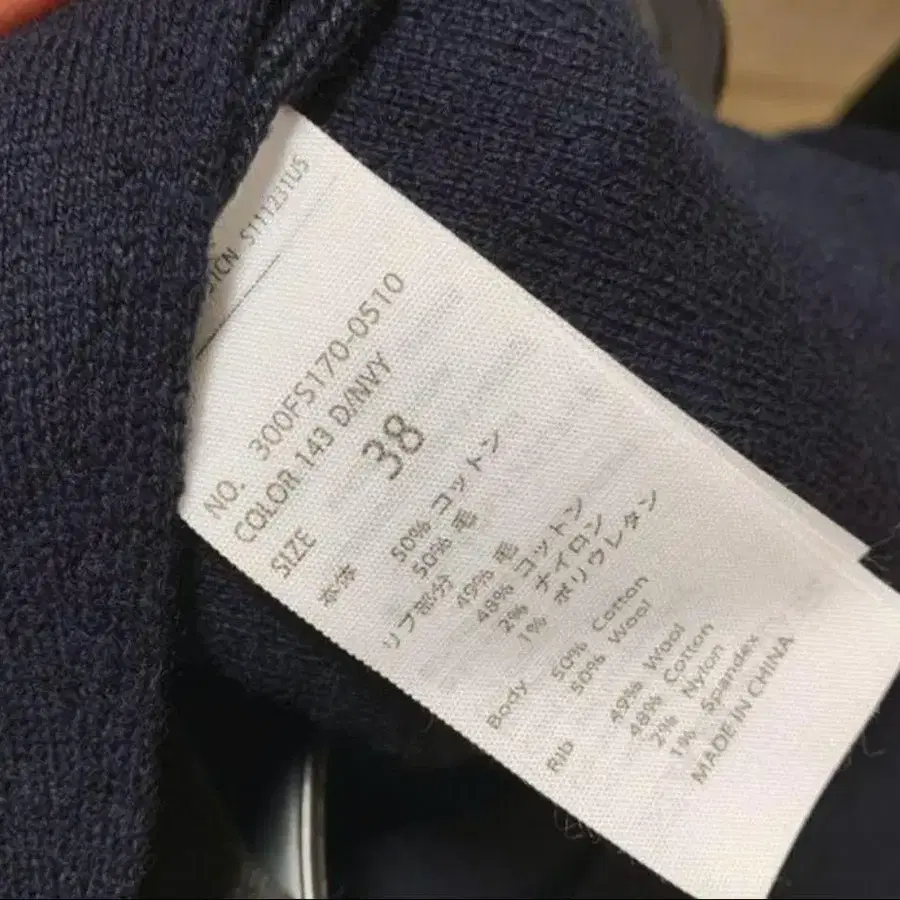 CN S111231US
NO. 300FS170-0510
COLOR 143 D/NVY
SIZE 38
本体 50% コットン
50% 毛
リブ部分 49% 毛
48% コットン
2% ナイロン
1% ポリウレタン
Body 50% Cotton
50% Wool
Rib 49% Wool
48% Cotton
2% Nylon
1% Spandex
MADE IN CHINA